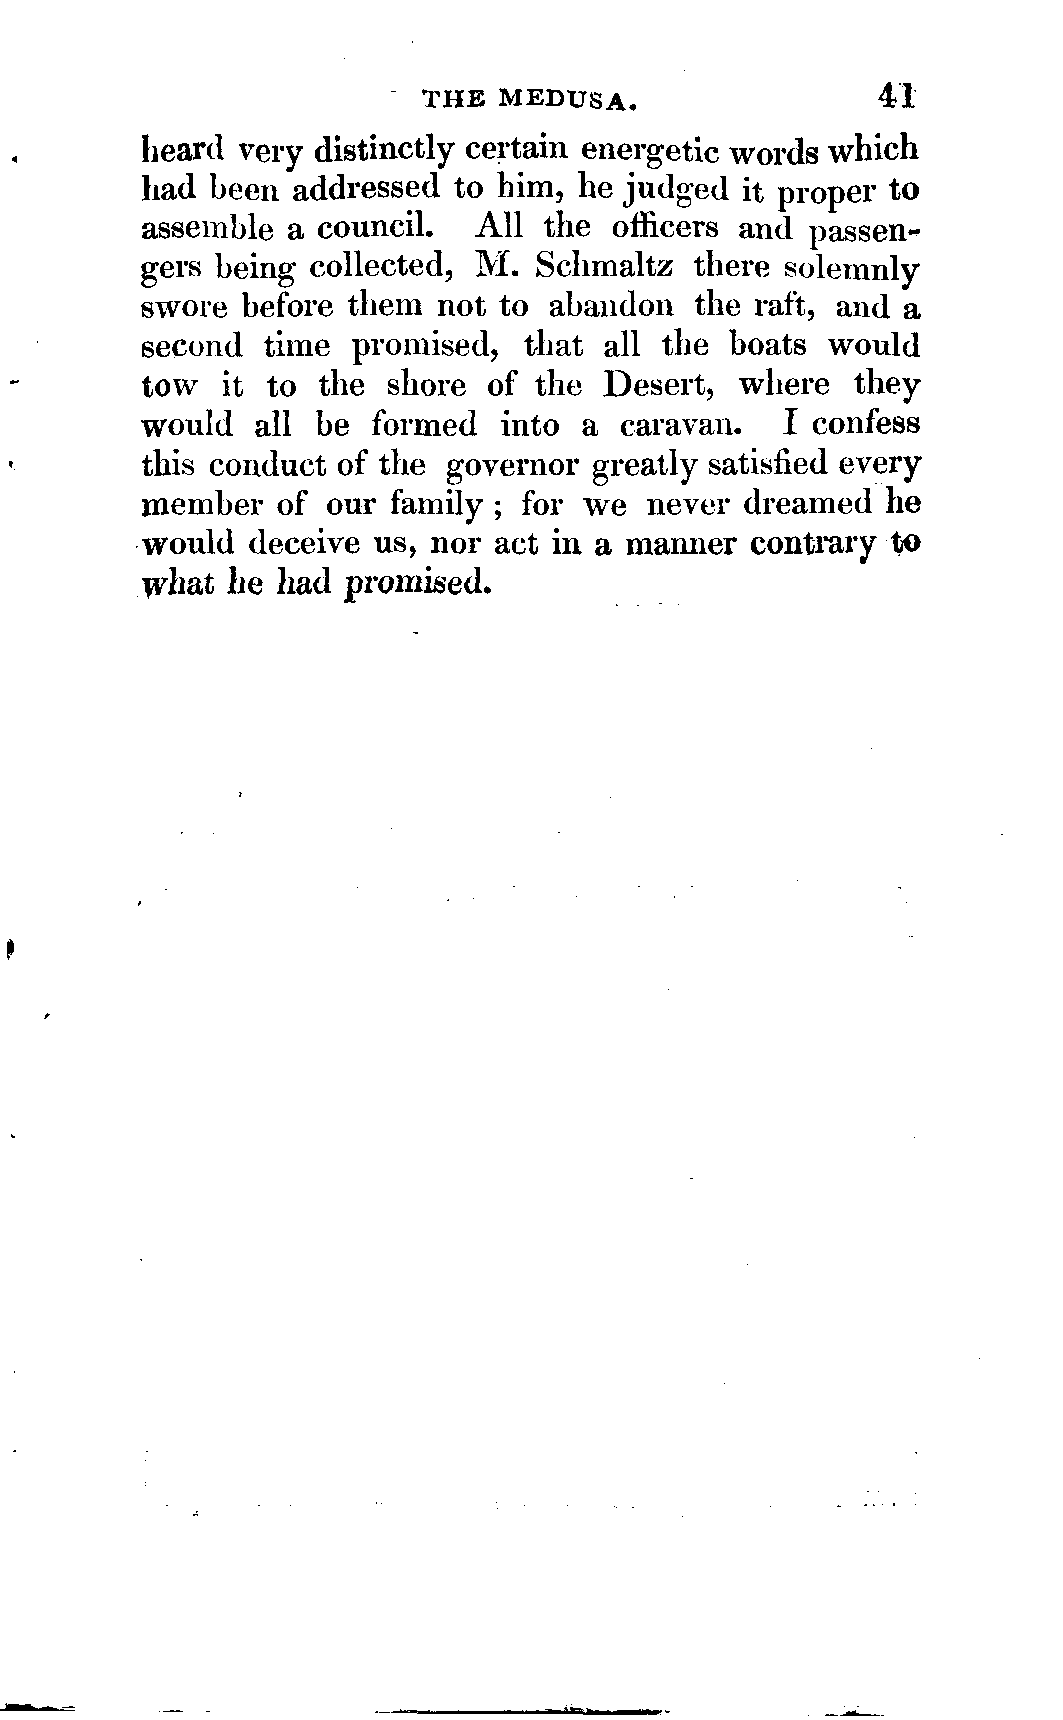 THE MEDUSA. 41
heard very distinctly certain energetic words which
had been addressed to him, he judged it proper to
assemble a council. All the officers and passen-
gers being collected, M. Schmaltz there solemnly
swore before them not to abandon the raft, and a
second time promised, that all the boats would
tow it to the shore of the Desert, where they
would all be formed into a caravan. I confess
this conduct of the governor greatly satisfied every
member of our family ; for we never dreamed he
would deceive us, nor act in a manner contrary to
what he had promised.